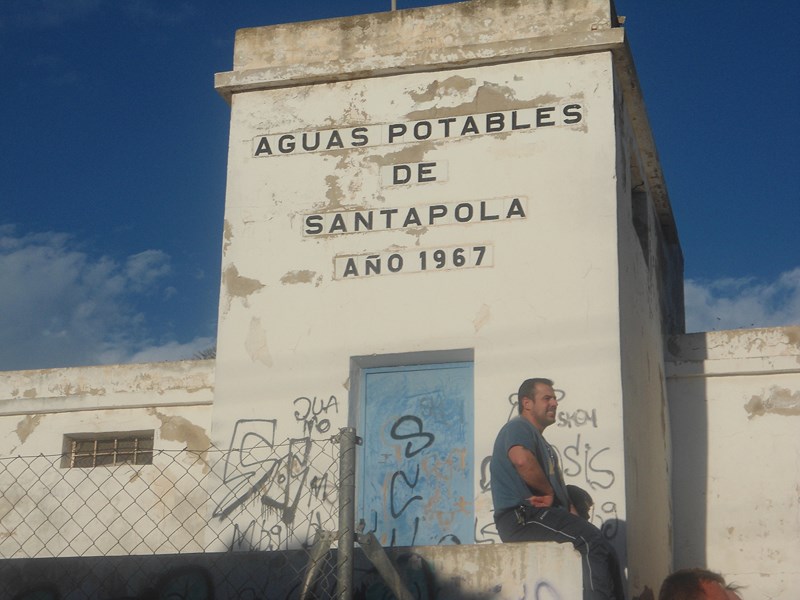 AGUAS POTABLES
DE
SANTAPOLA
AÑO 1967